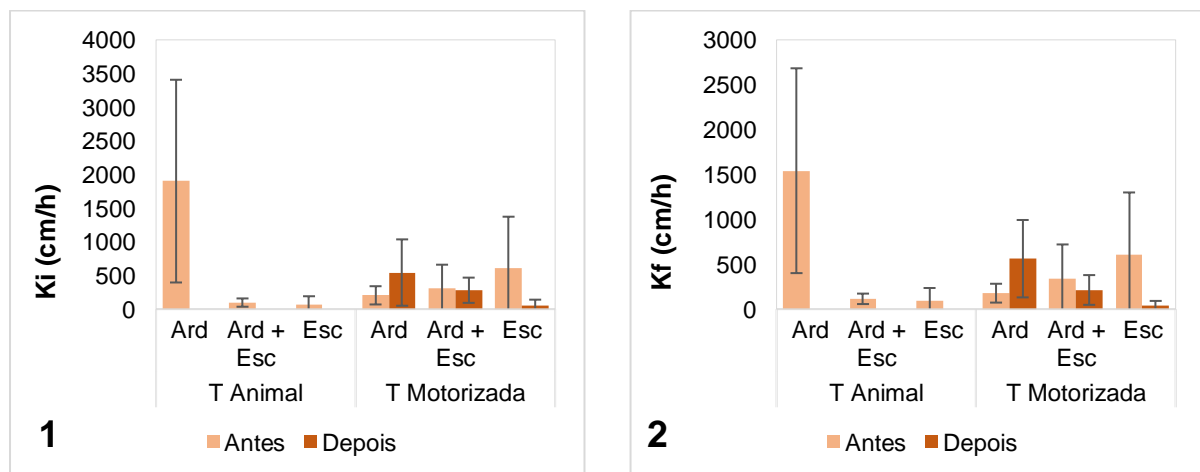 Ki (cm/h)
4000
3500
3000
2500
2000
1500
1000
500
0
Ard Ard + Esc Ard Ard + Esc
Esc Esc
T Animal T Motorizada
1
Antes Depois
Kf (cm/h)
3000
2500
2000
1500
1000
500
0
Ard Ard + Esc Ard Ard + Esc
Esc Esc
T Animal T Motorizada
2
Antes Depois